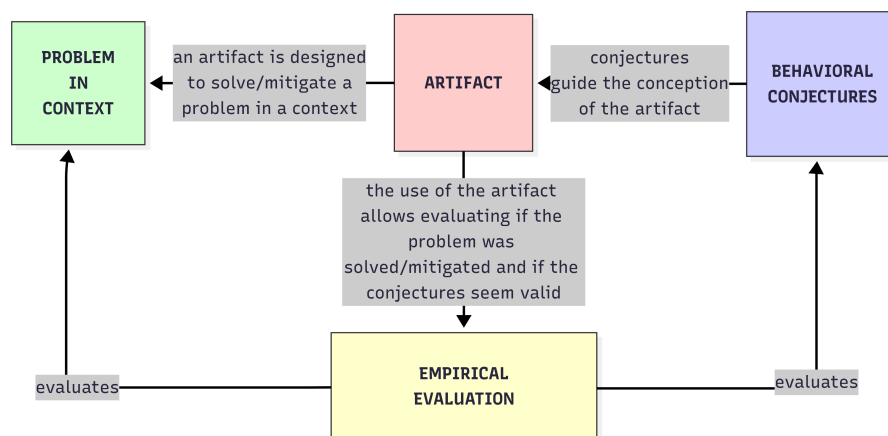 PROBLEM
IN
CONTEXT
an artifact is designed
to solve/mitigate a
problem in a context
ARTIFACT
conjectures
guide the conception
of the artifact
BEHAVIORAL
CONJECTURES
the use of the artifact
allows evaluating if the
problem was
solved/mitigated and if the
conjectures seem valid
evaluates
EMPIRICAL
EVALUATION
evaluates